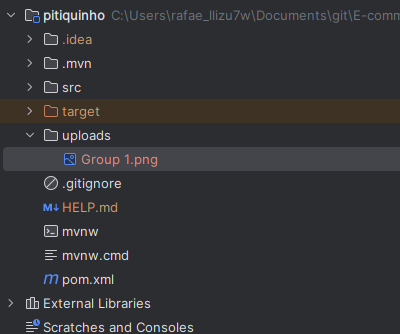 pitiquinho C:\Users\rafae_llizu7w\Documents\git\E-comm
.idea
.mvn
src
target
uploads
Group 1.png
.gitignore
M↓ HELP.md
mvnw
mvnw.cmd
m pom.xml
External Libraries
Scratches and Consoles